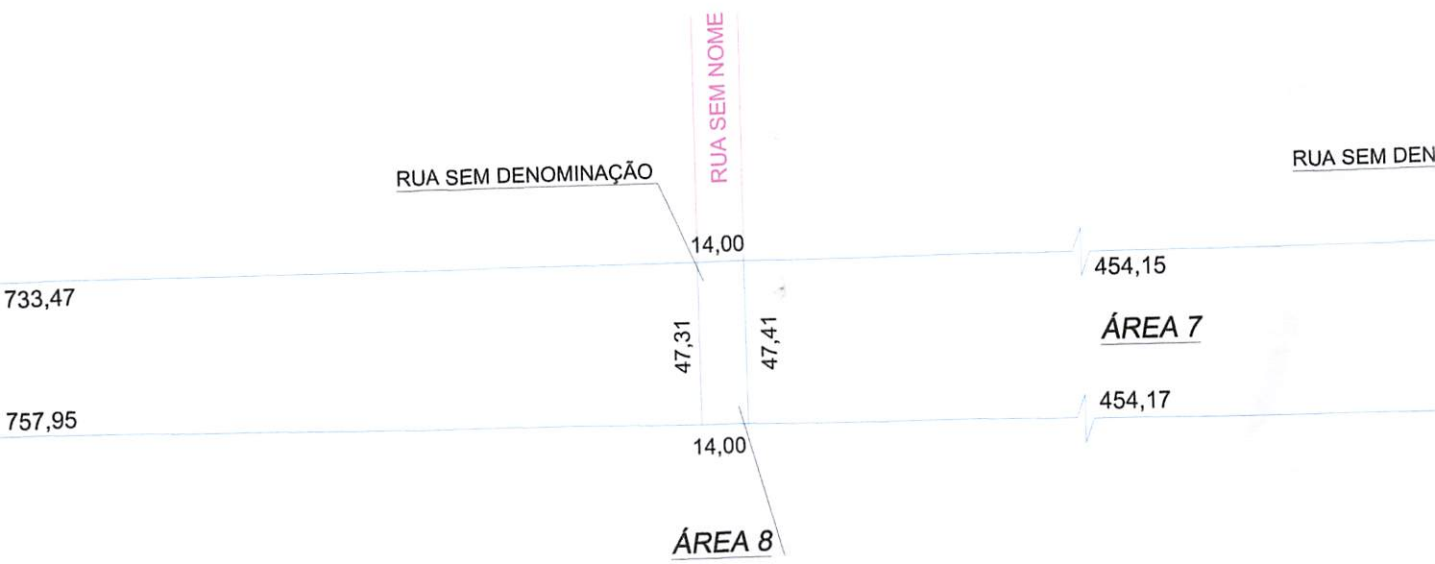 RUA SEM NOME
RUA SEM DENOMINAÇÃO
RUA SEM DEN
14,00
454,15
733,47
47,31
47,41
ÁREA 7
454,17
757,95
14,00
ÁREA 8